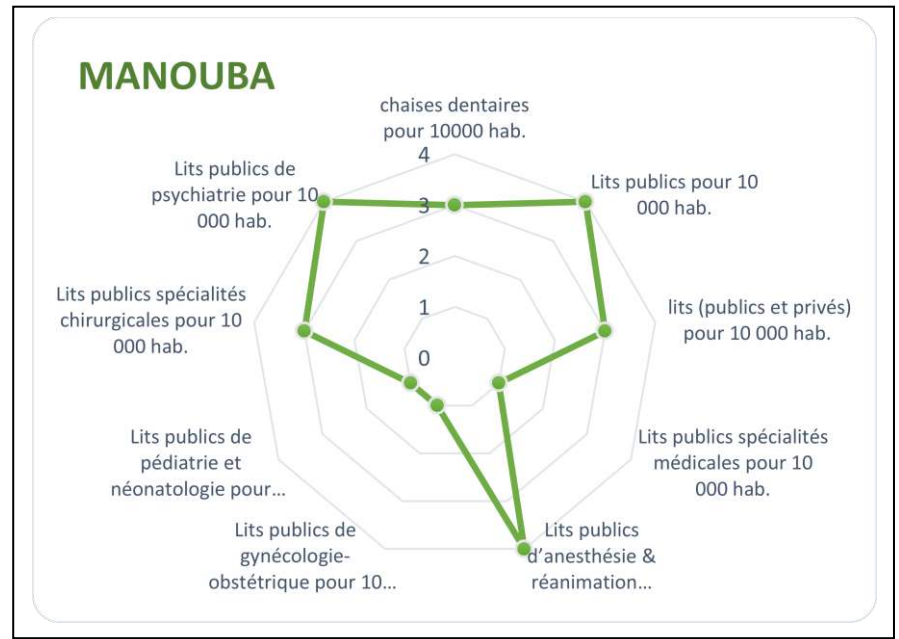 MANOUBA
chaises dentaires
pour 10000 hab.
Lits publics pour 10
000 hab.
lits (publics et privés)
pour 10 000 hab.
Lits publics spécialités
médicales pour 10
000 hab.
Lits publics
d’anesthésie &
réanimation...
Lits publics de
gynécologie-
obstétrique pour 10...
Lits publics de
pédiatrie et
néonatologie pour...
Lits publics spécialités
chirurgicales pour 10
000 hab.
Lits publics de
psychiatrie pour 10
000 hab.
4
3
2
1
0